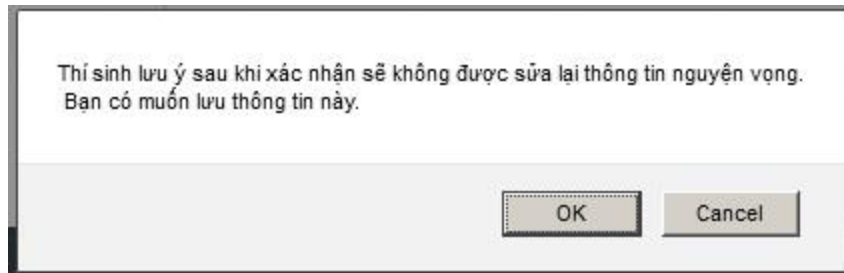 Thí sinh lưu ý sau khi xác nhận sẽ không được sửa lại thông tin nguyện vọng.
Bạn có muốn lưu thông tin này.
OK
Cancel